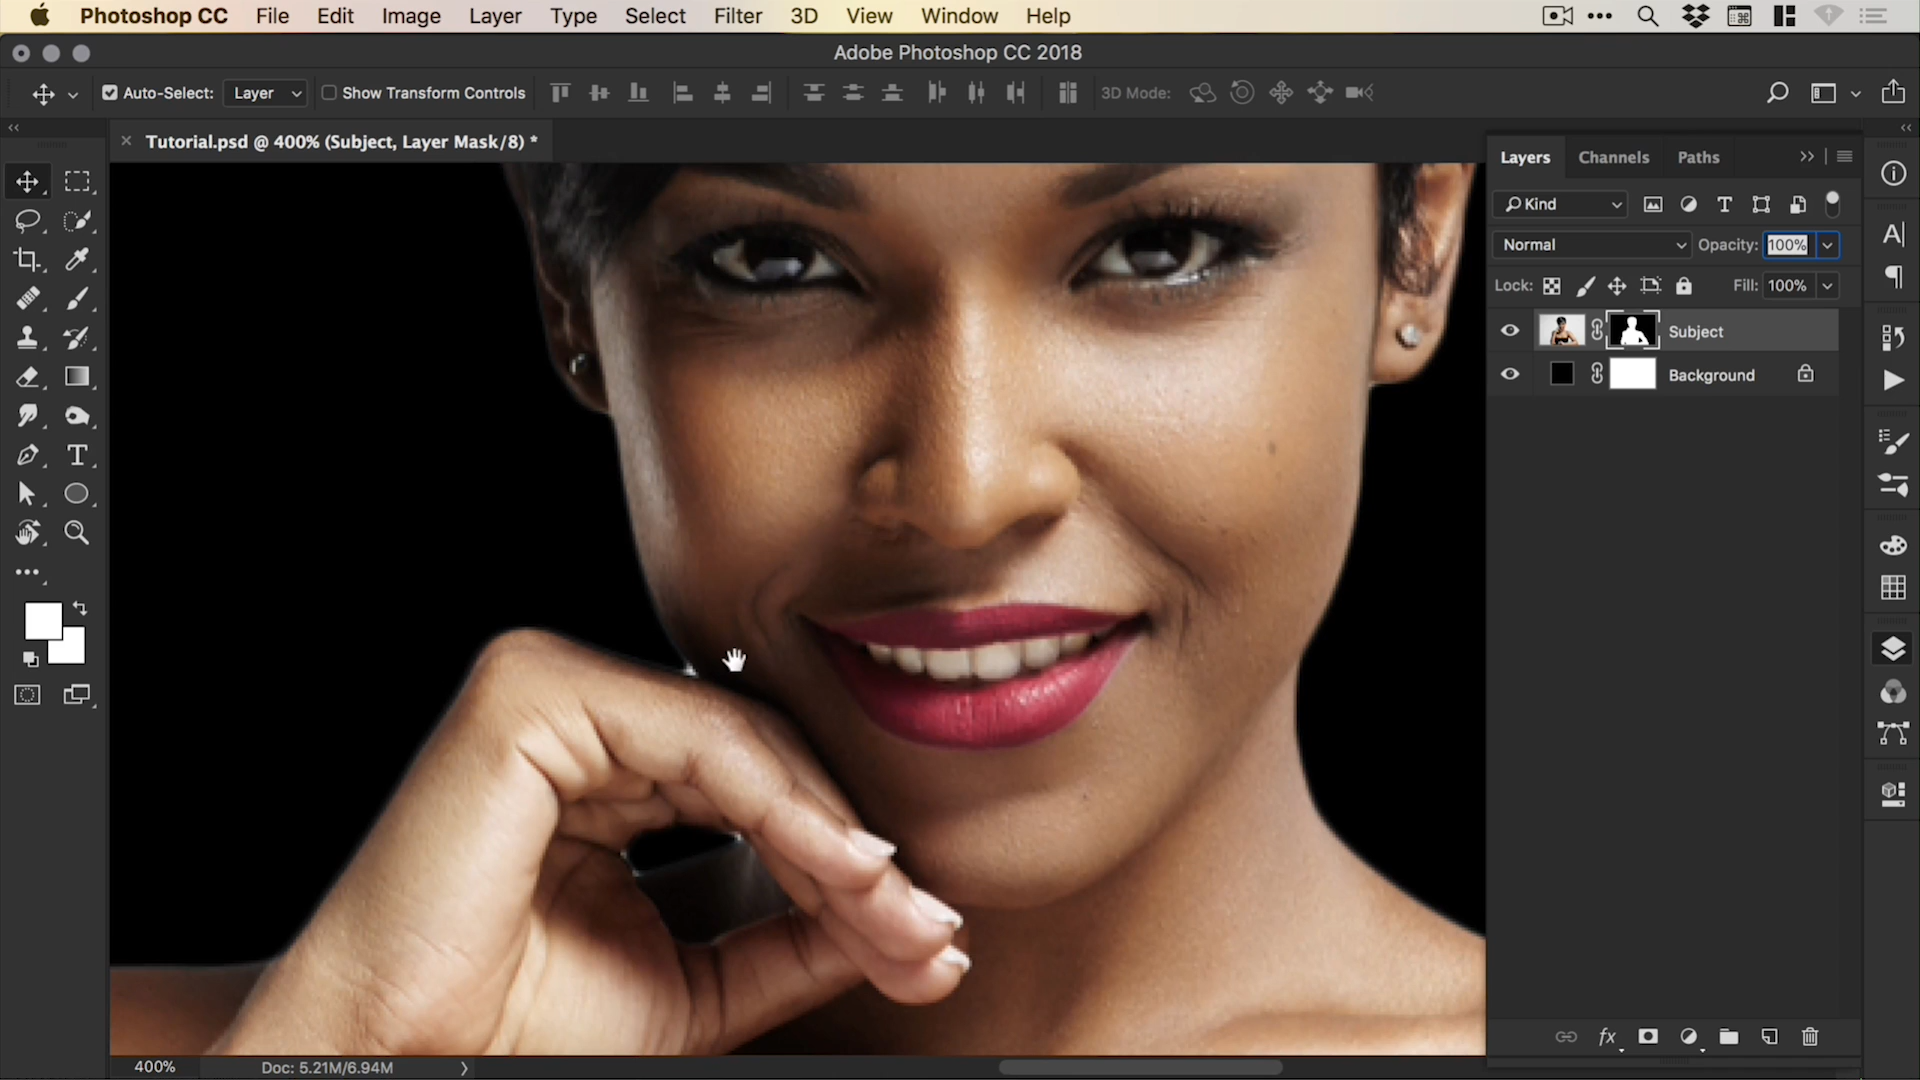 Photoshop CC File Edit Image Layer Type Select Filter 3D View Window Help
Adobe Photoshop CC 2018
Auto-Select: Layer Show Transform Controls 3D Mode:
Tutorial.psd @ 400% (Subject, Layer Mask/8) *
Layers Channels Paths
Kind
Normal Opacity: 100%
Lock: Fill: 100%
Subject
Background
fx
400% Doc: 5.21M/6.94M